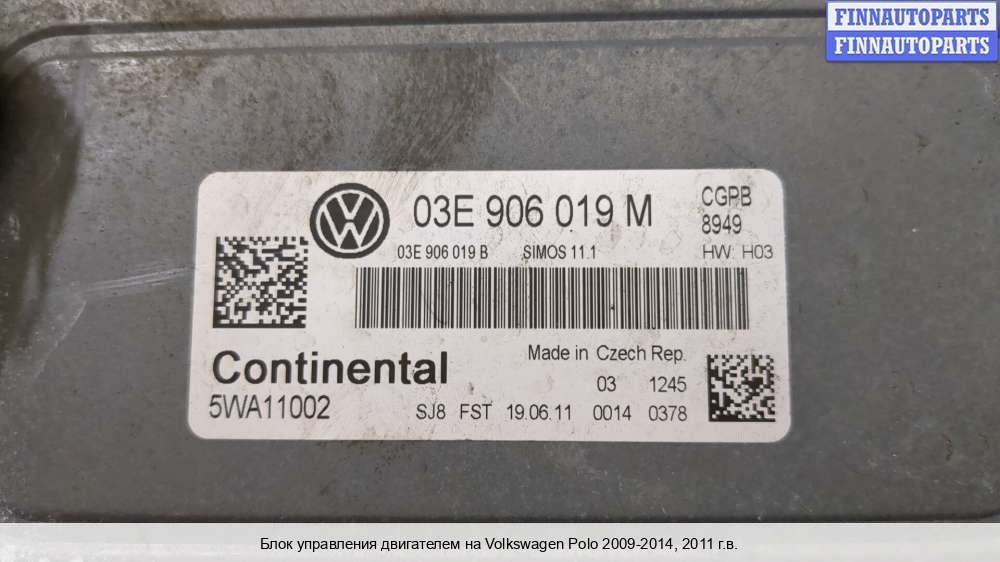 FINNAUTOPARTS
FINNAUTOPARTS
03E 906 019 M
CGPB
8949
03E 906 019 B SIMOS 11.1 HW: H03
Continental
Made in Czech Rep.
03 1245
5WA11002
SJ8 FST 19.06.11 0014 0378
Блок управления двигателем на Volkswagen Polo 2009-2014, 2011 г.в.